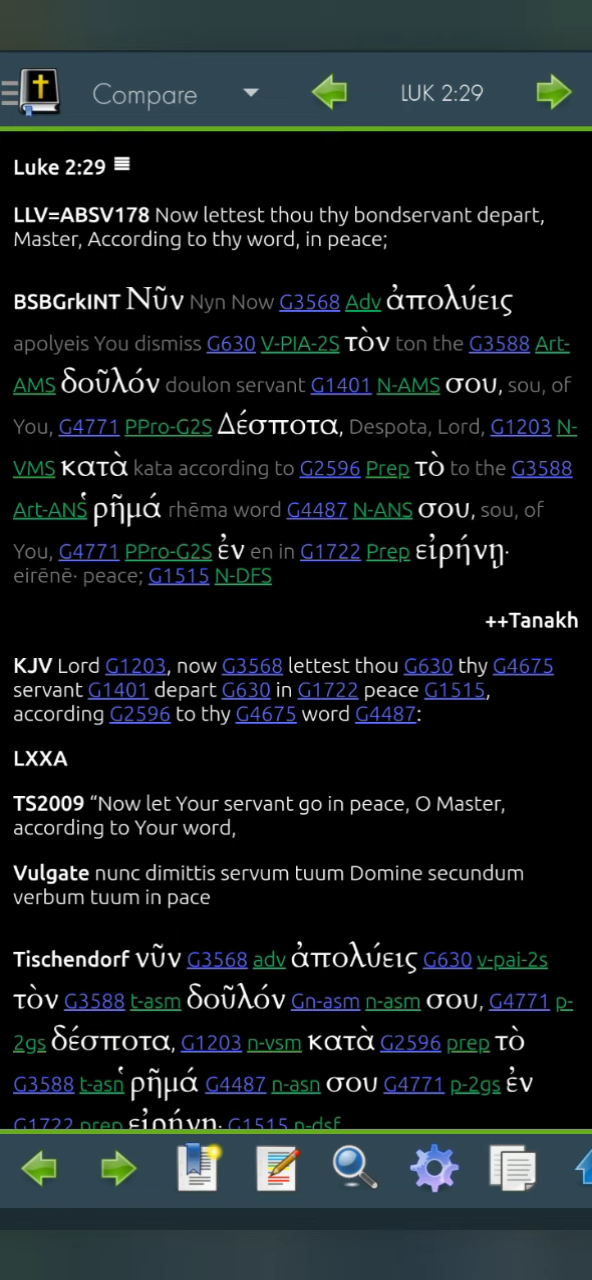 Compare
LUK 2:29
Luke 2:29
LLV=ABSV178 Now lettest thou thy bondservant depart,
Master, According to thy word, in peace;
BSBGrkINT Νῦν Nyn Now G3568 Adv ἀπολύεις
apolyeis You dismiss G630 V-PIA-2S τὸν ton the G3588 Art-
AMS δοῦλόν doulon servant G1401 N-AMS σου, sou, of
You, G4771 PPro-G2S Δέσποτα, Despota, Lord, G1203 N-
VMS κατὰ kata according to G2596 Prep τὸ to the G3588
Art-ANS ῥῆμά rhēma word G4487 N-ANS σου, sou, of
You, G4771 PPro-G2S ἐν en in G1722 Prep εἰρήνῃ·
eirēnē· peace; G1515 N-DFS
++Tanakh
KJV Lord G1203, now G3568 lettest thou G630 thy G4675
servant G1401 depart G630 in G1722 peace G1515,
according G2596 to thy G4675 word G4487:
LXXA
TS2009 “Now let Your servant go in peace, O Master,
according to Your word,
Vulgate nunc dimittis servum tuum Domine secundum
verbum tuum in pace
Tischendorf νῦν G3568 adv ἀπολύεις G630 v-pai-2s
τὸν G3588 t-asm δοῦλόν Gn-asm n-asm σου, G4771 p-
2gs δέσποτα, G1203 n-vsm κατὰ G2596 prep τὸ
G3588 t-asn ῥῆμά G4487 n-asn σου G4771 p-2gs ἐν
G1722 prep εἰρήνῃ· G1515 n-dsf